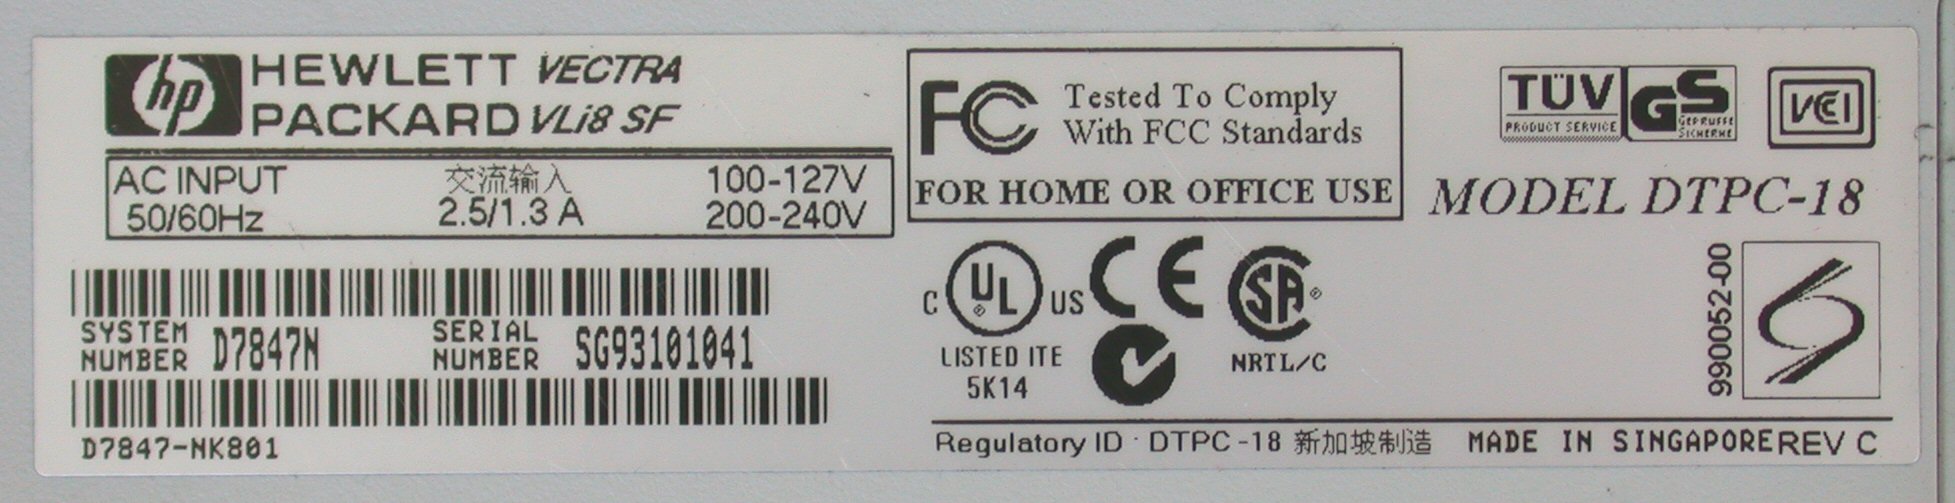 hp HEWLETT PACKARD VECTRA VLi8 SF
AC INPUT 交流输入 100-127V
50/60Hz 2.5/1.3 A 200-240V
SYSTEM NUMBER D7847N SERIAL NUMBER SG93101041
D7847-NK801
FC Tested To Comply
With FCC Standards
FOR HOME OR OFFICE USE
TÜV PRODUCT SERVICE
GS GEPRUFTE SICHERHE
VCCI
MODEL DTPC-18
C UL® US
LISTED ITE
5K14
CE
SA®
NRTL/C
990052-00
Regulatory ID · DTPC-18 新加坡制造 MADE IN SINGAPORE REV C